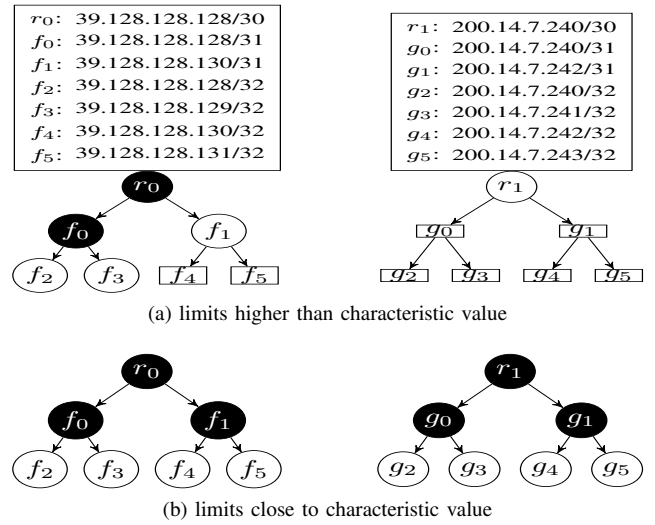 r₀: 39.128.128.128/30
f₀: 39.128.128.128/31
f₁: 39.128.128.130/31
f₂: 39.128.128.128/32
f₃: 39.128.128.129/32
f₄: 39.128.128.130/32
f₅: 39.128.128.131/32
r₁: 200.14.7.240/30
g₀: 200.14.7.240/31
g₁: 200.14.7.242/31
g₂: 200.14.7.240/32
g₃: 200.14.7.241/32
g₄: 200.14.7.242/32
g₅: 200.14.7.243/32
r₀
r₁
f₀ f₁
g₀ g₁
f₂ f₃ f₄ f₅
g₂ g₃ g₄ g₅
(a) limits higher than characteristic value
r₀
r₁
f₀ f₁
g₀ g₁
f₂ f₃ f₄ f₅
g₂ g₃ g₄ g₅
(b) limits close to characteristic value